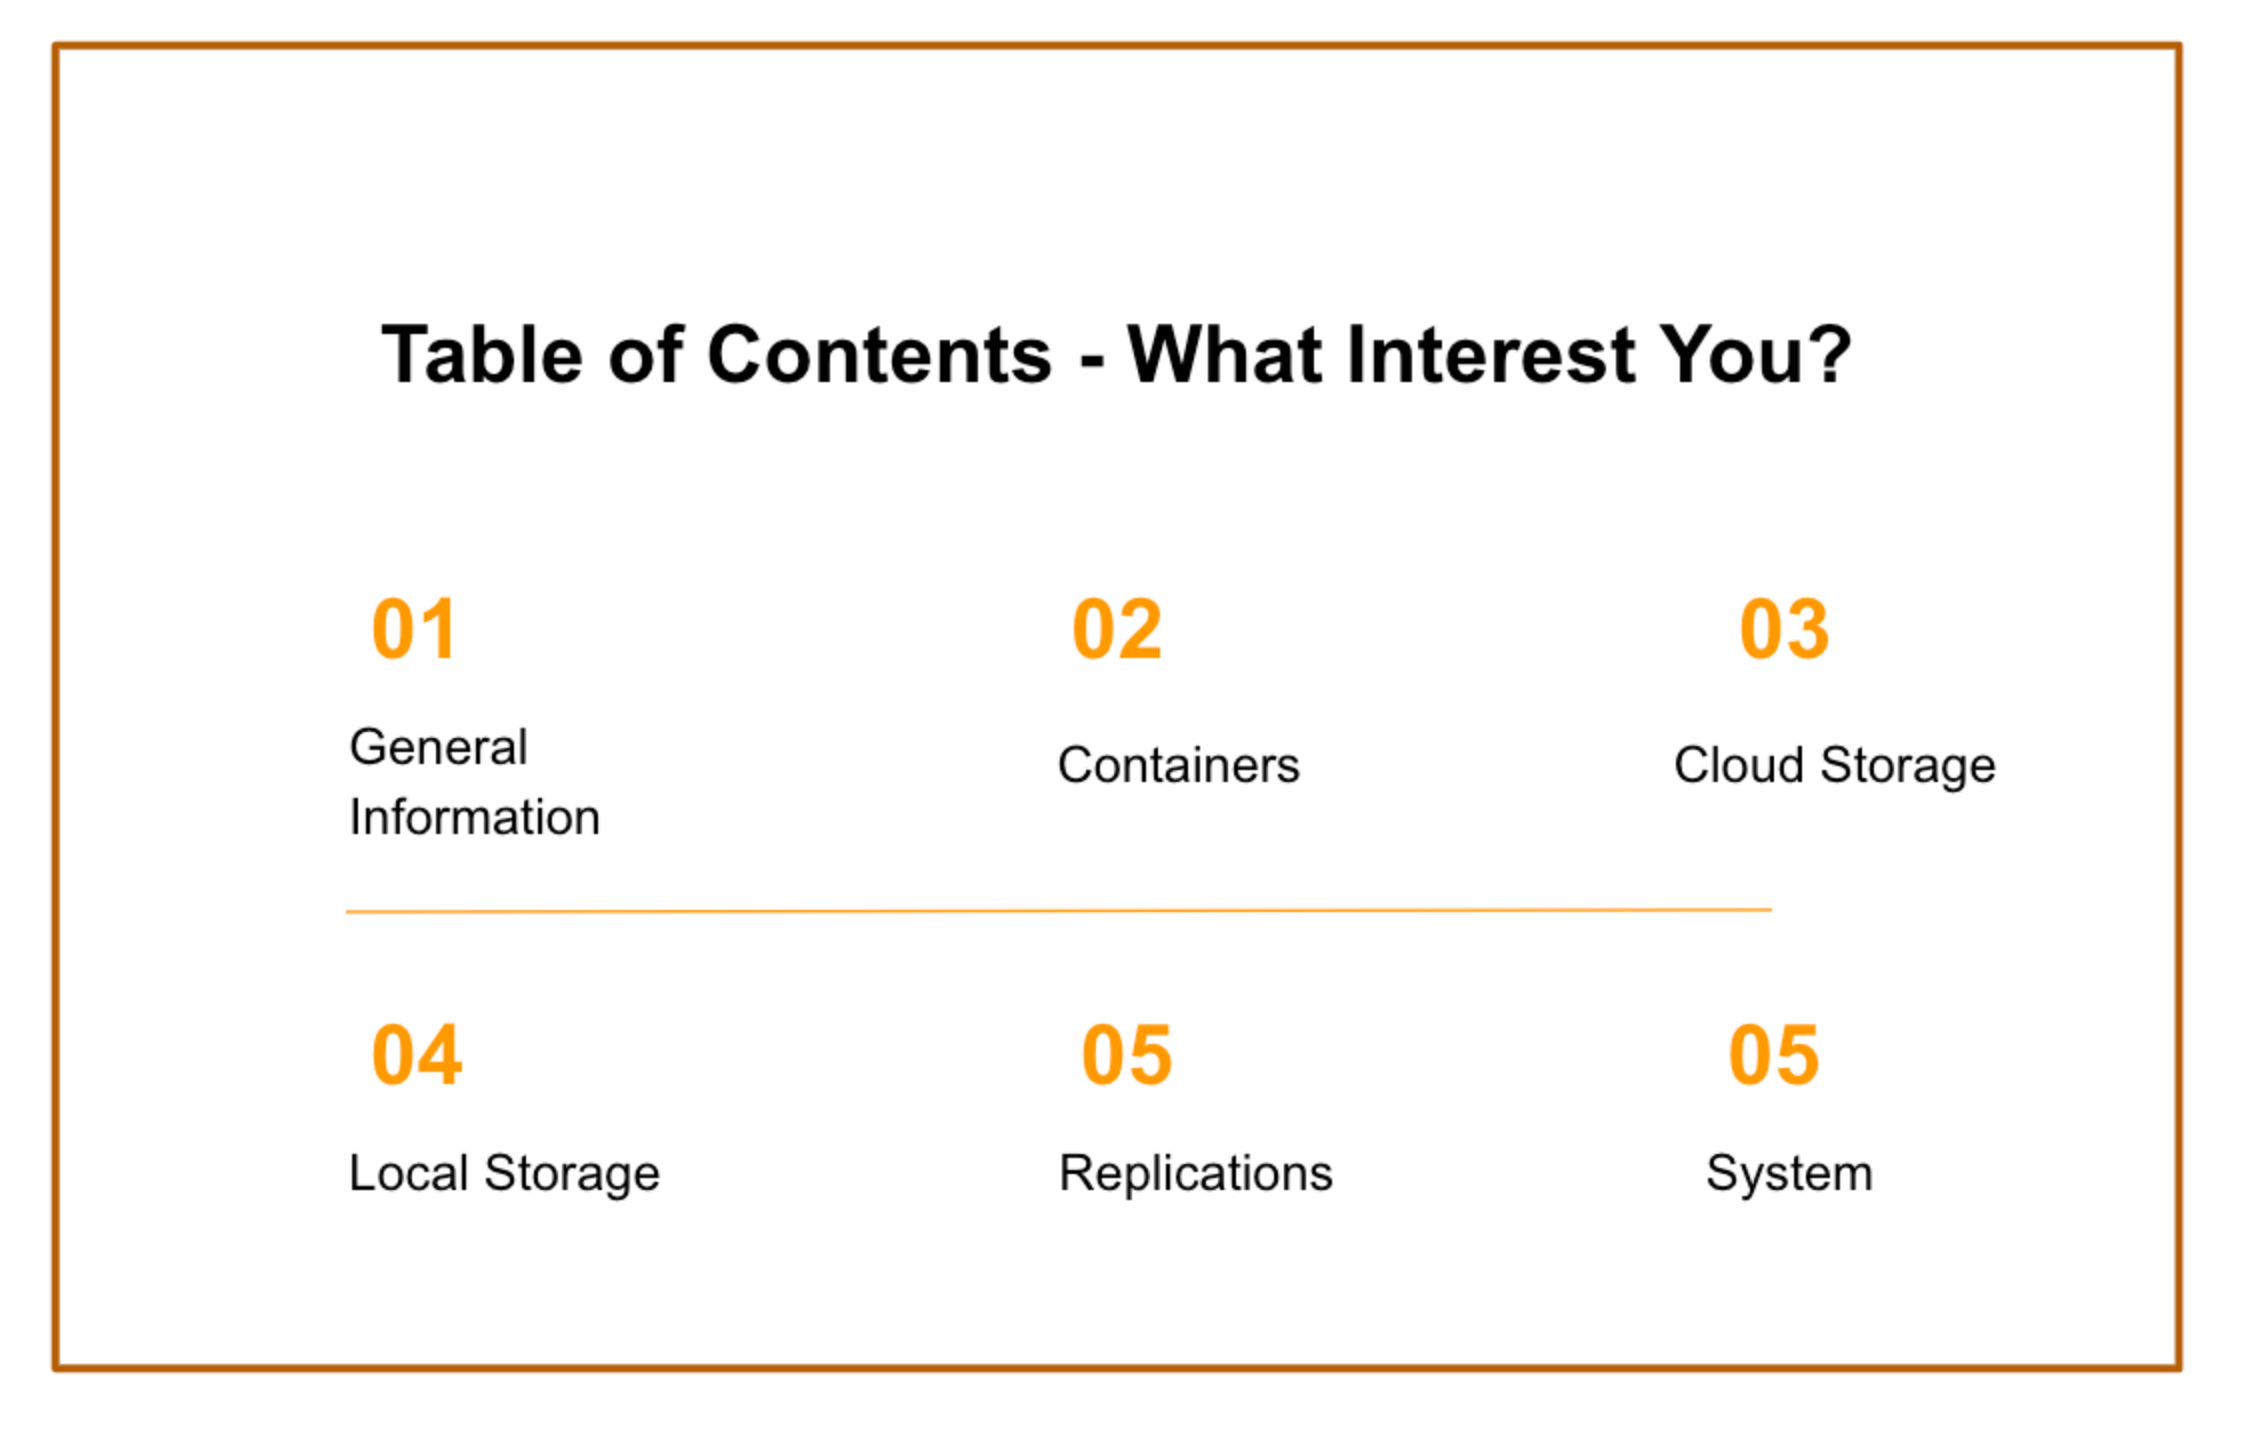 Table of Contents - What Interest You?
01
02
03
General
Information
Containers
Cloud Storage
04
05
05
Local Storage
Replications
System